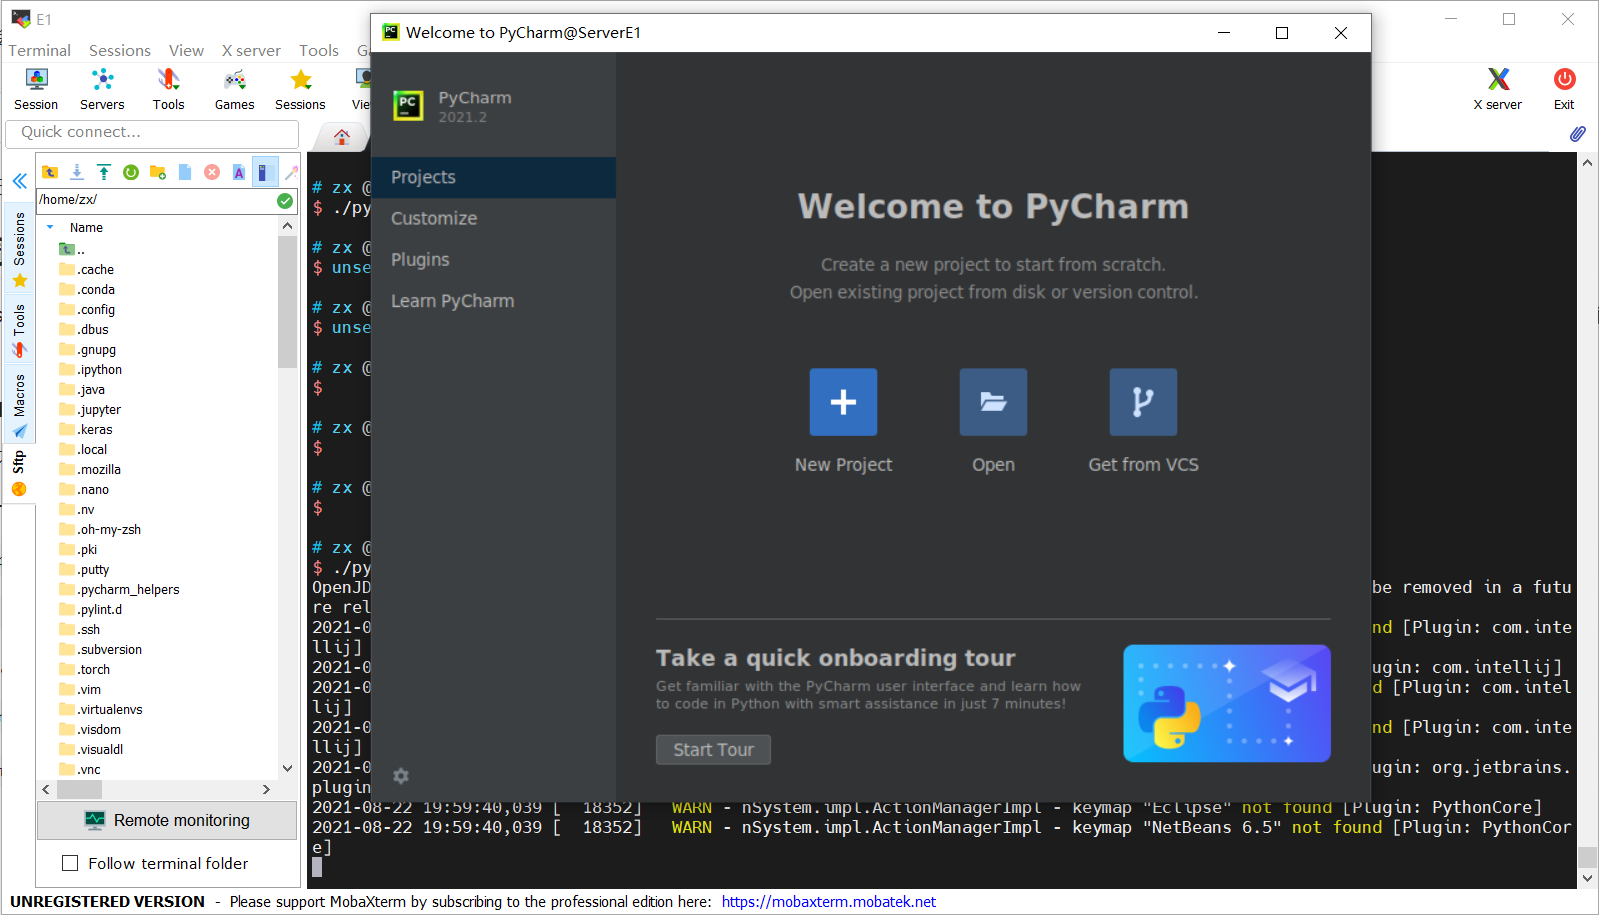 E1
Terminal Sessions View X server Tools
Session Servers Tools Games Sessions
X server Exit
Quick connect...
Sessions
Tools
Macros
Sftp
/home/zx/
Name
..
.cache
.conda
.config
.dbus
.gnupg
.ipython
.java
.jupyter
.keras
.local
.mozilla
.nano
.nv
.oh-my-zsh
.pki
.putty
.pycharm_helpers
.pylint.d
.ssh
.subversion
.torch
.vim
.virtualenvs
.visdom
.visualdl
.vnc
Remote monitoring
Follow terminal folder
Welcome to PyCharm@ServerE1
PC PyCharm
2021.2
Projects
Customize
Plugins
Learn PyCharm
Welcome to PyCharm
Create a new project to start from scratch.
Open existing project from disk or version control.
New Project Open Get from VCS
Take a quick onboarding tour
Get familiar with the PyCharm user interface and learn how
to code in Python with smart assistance in just 7 minutes!
Start Tour
# zx @
$ ./py
# zx @
$ unse
# zx @
$ unse
# zx @
$
# zx @
$
# zx @
$
# zx @
$ ./py
OpenJD be removed in a futu
re rel
2021-0 nd [Plugin: com.inte
llij]
2021-0 ugin: com.intellij]
2021-0 d [Plugin: com.intel
lij]
2021-0 nd [Plugin: com.inte
llij]
2021-0 ugin: org.jetbrains.
plugin
2021-08-22 19:59:40,039 [ 18352] WARN - nSystem.impl.ActionManagerImpl - keymap "Eclipse" not found [Plugin: PythonCore]
2021-08-22 19:59:40,039 [ 18352] WARN - nSystem.impl.ActionManagerImpl - keymap "NetBeans 6.5" not found [Plugin: PythonCor
e]
UNREGISTERED VERSION - Please support MobaXterm by subscribing to the professional edition here: https://mobaxterm.mobatek.net